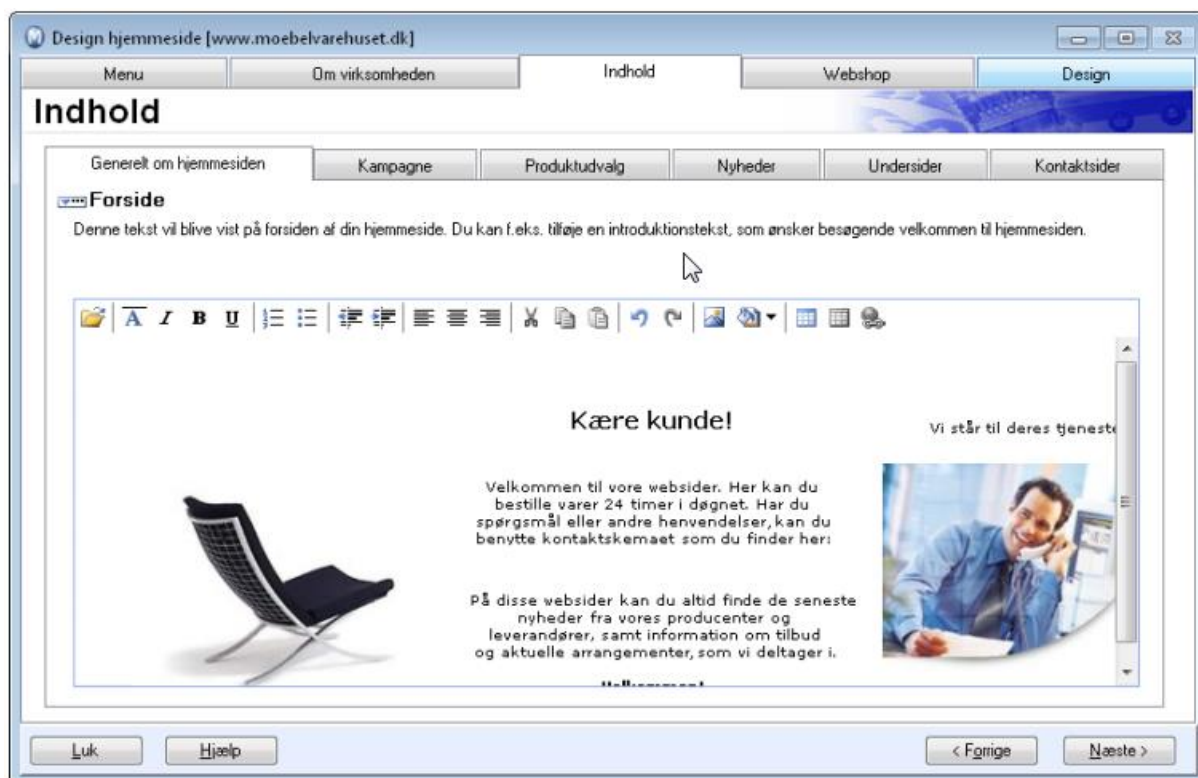 Design hjemmeside [www.moebelvarehuset.dk]
Menu Om virksomheden Indhold Webshop Design
Indhold
Generelt om hjemmesiden Kampagne Produktudvalg Nyheder Undersider Kontaktsider
Forside
Denne tekst vil blive vist på forsiden af din hjemmeside. Du kan f.eks. tilføje en introduktionstekst, som ønsker besøgende velkommen til hjemmesiden.
A I B U
Kære kunde!
Vi står til deres tjeneste
Velkommen til vore websider. Her kan du
bestille varer 24 timer i døgnet. Har du
spørgsmål eller andre henvendelser, kan du
benytte kontaktskemaet som du finder her:
På disse websider kan du altid finde de seneste
nyheder fra vores producenter og
leverandører, samt information om tilbud
og aktuelle arrangementer, som vi deltager i.
Luk Hjælp < Forrige Næste >